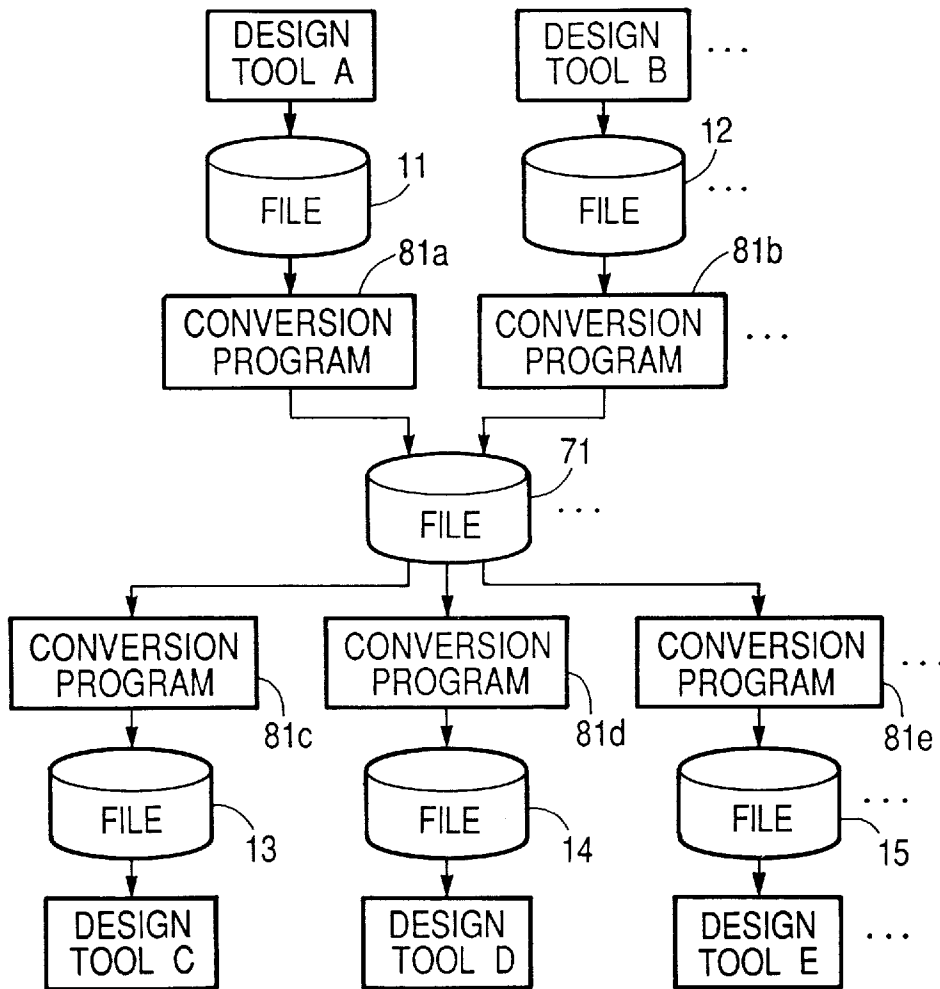 DESIGN
TOOL A
DESIGN
TOOL B
...
11
FILE
12
FILE
...
81a
CONVERSION
PROGRAM
81b
CONVERSION
PROGRAM
...
71
FILE
...
CONVERSION
PROGRAM
81c
CONVERSION
PROGRAM
81d
CONVERSION
PROGRAM
81e
...
FILE
13
FILE
14
FILE
15
...
DESIGN
TOOL C
DESIGN
TOOL D
DESIGN
TOOL E
...